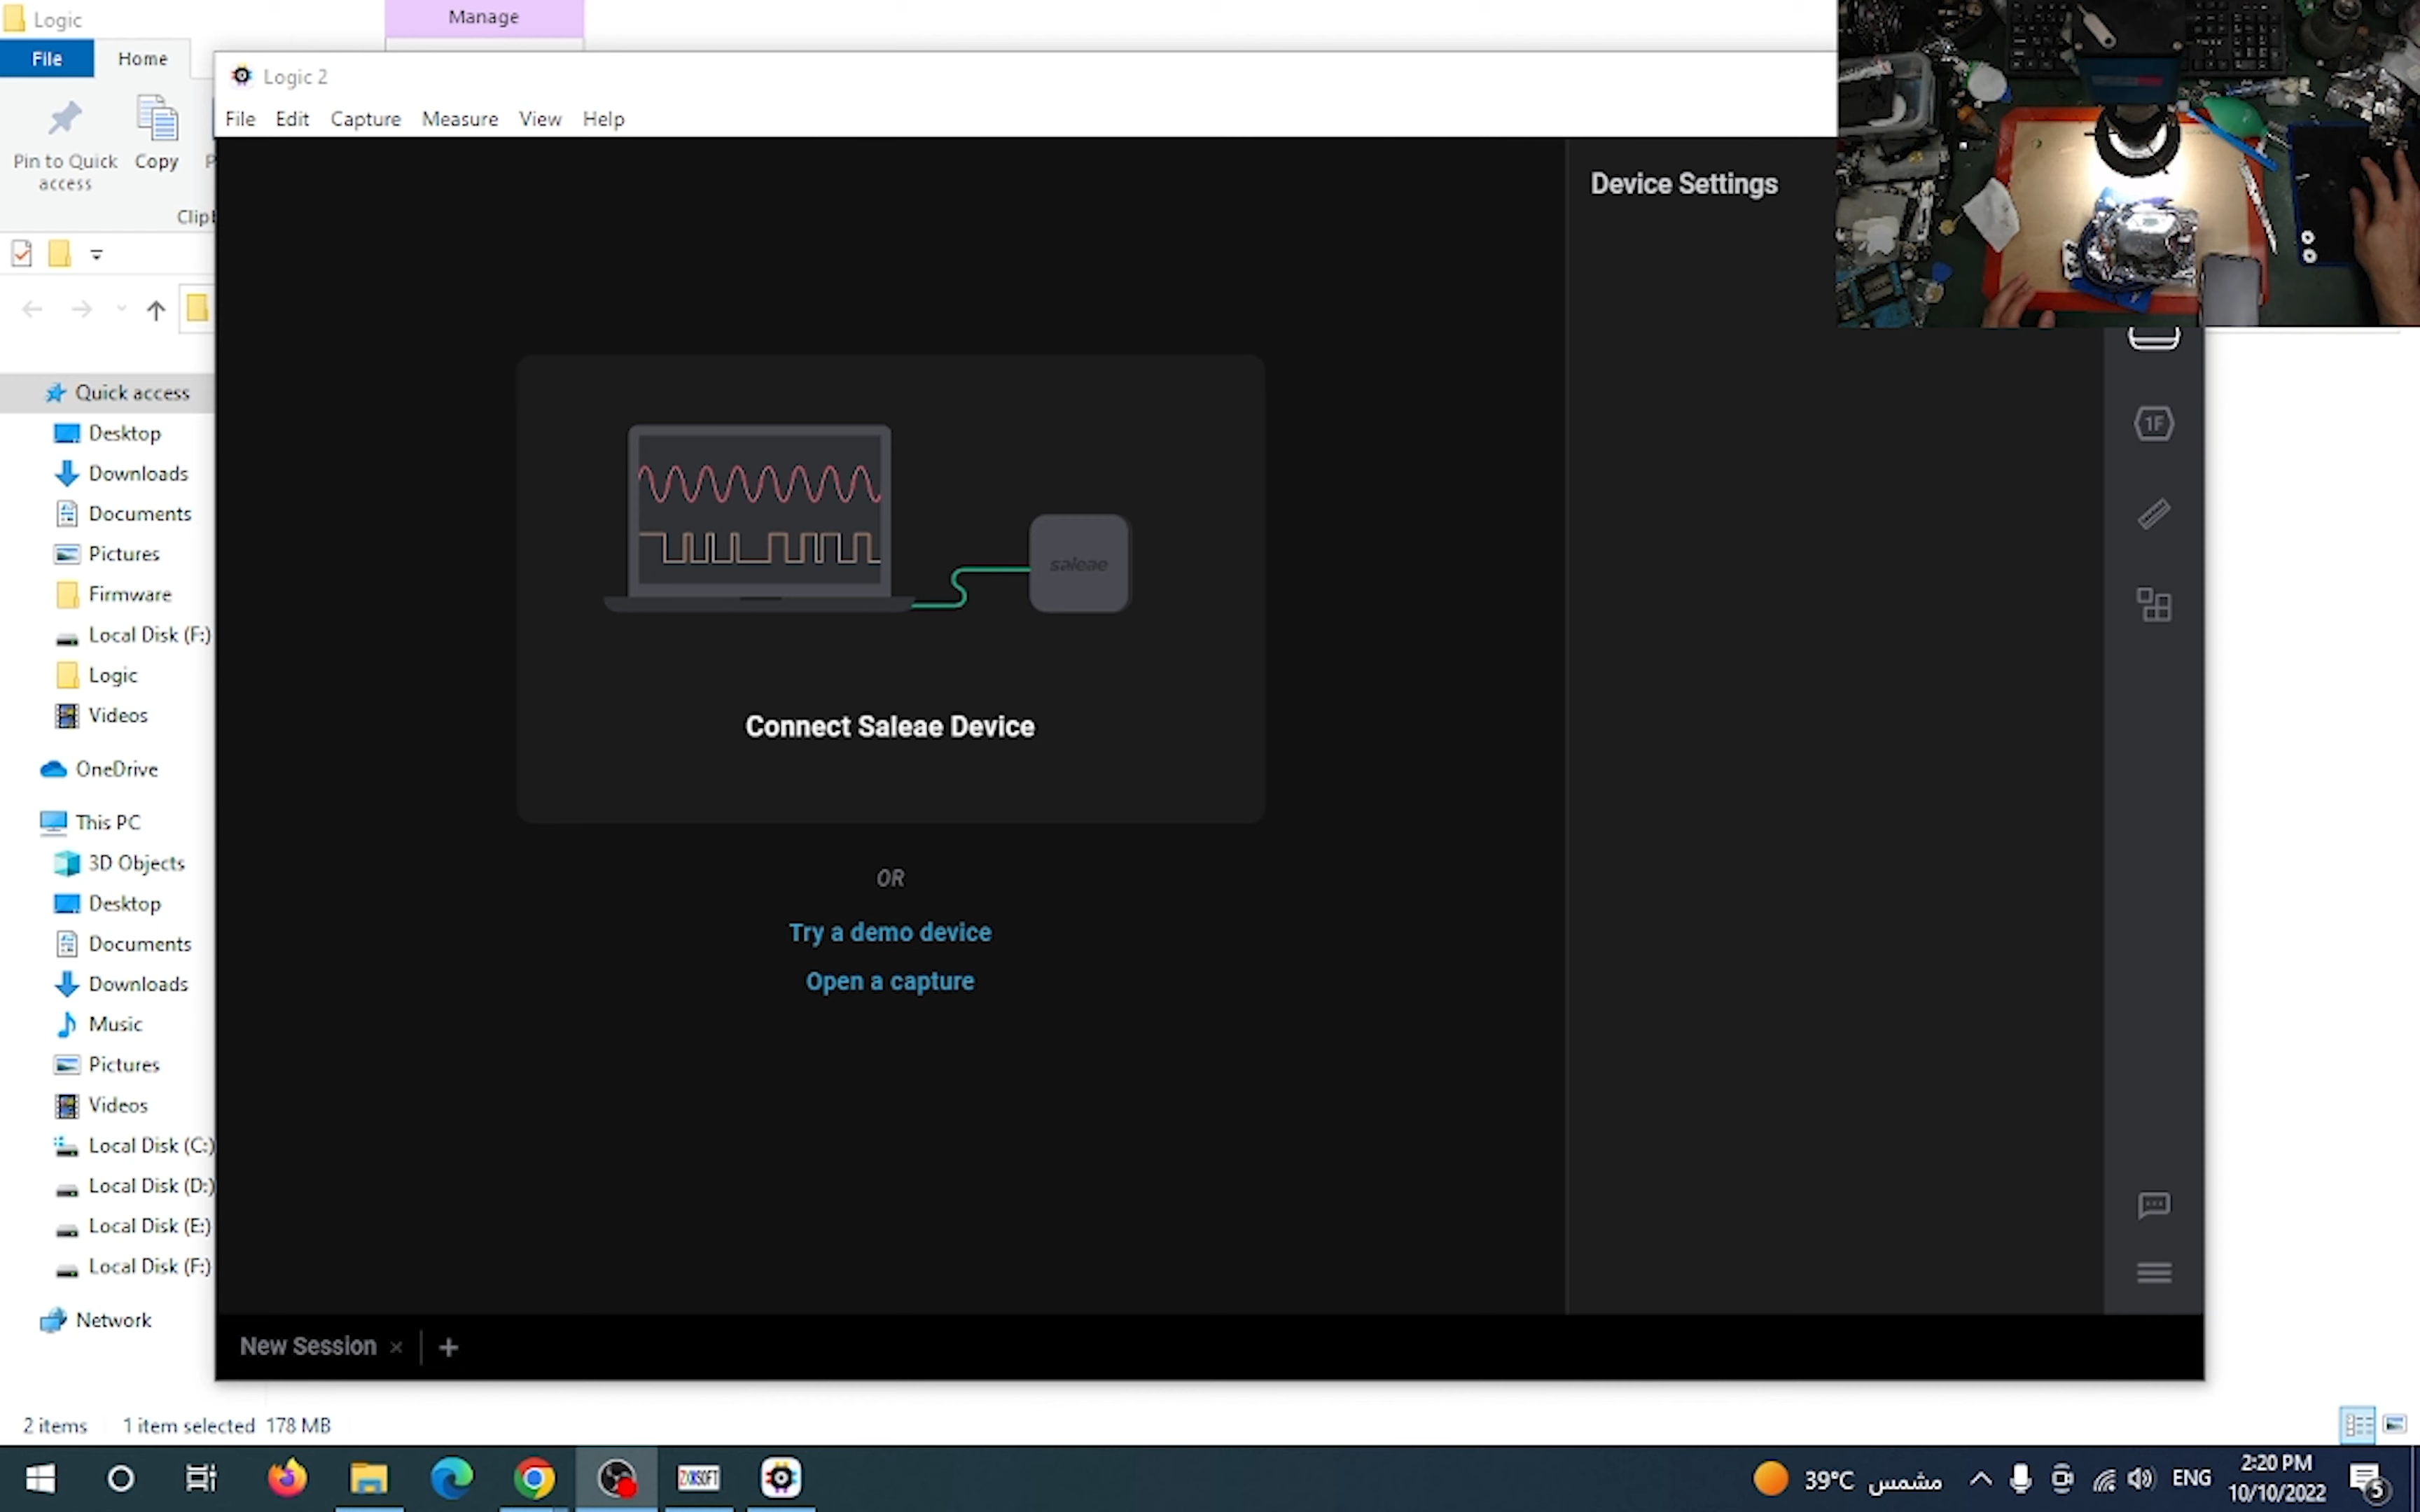 Logic
Manage
File
Home
Pin to Quick
access
Copy
Clipb
Logic 2
File
Edit
Capture
Measure
View
Help
Device Settings
1F
saleae
Connect Saleae Device
OR
Try a demo device
Open a capture
New Session
Quick access
Desktop
Downloads
Documents
Pictures
Firmware
Local Disk (F:)
Logic
Videos
OneDrive
This PC
3D Objects
Desktop
Documents
Downloads
Music
Pictures
Videos
Local Disk (C:)
Local Disk (D:)
Local Disk (E:)
Local Disk (F:)
Network
2 items
1 item selected 178 MB
ZXWSOFT
39°C مشمس
ENG
2:20 PM
10/10/2022
5